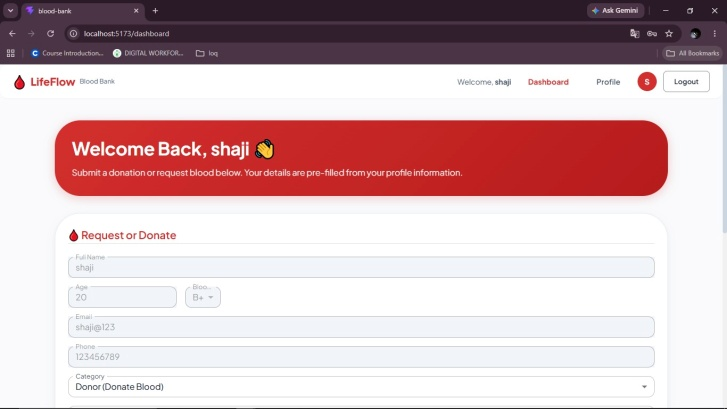 blood-bank
Ask Gemini
localhost:5173/dashboard
Course Introduction...
DIGITAL WORKFOR...
loq
All Bookmarks
LifeFlow Blood Bank
Welcome, shaji
Dashboard
Profile
S
Logout
Welcome Back, shaji
Submit a donation or request blood below. Your details are pre-filled from your profile information.
Request or Donate
Full Name
shaji
Age
20
Bloo...
B+
Email
shaji@123
Phone
123456789
Category
Donor (Donate Blood)